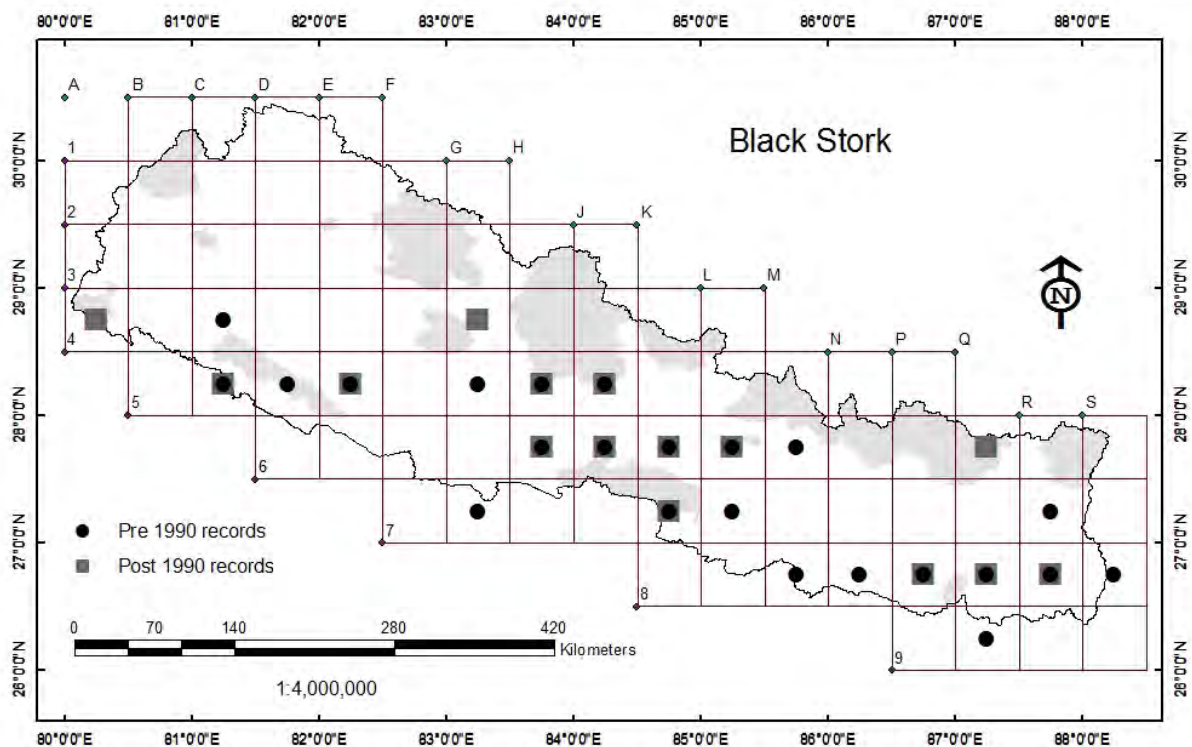 80°0'0"E 81°0'0"E 82°0'0"E 83°0'0"E 84°0'0"E 85°0'0"E 86°0'0"E 87°0'0"E 88°0'0"E
A B C D E F
Black Stork
1 G H
30°0'0"N 30°0'0"N
2 J K
3 L M
29°0'0"N 29°0'0"N
N
4 N P Q
5 R S
28°0'0"N 28°0'0"N
6
Pre 1990 records
7
27°0'0"N 27°0'0"N
Post 1990 records
8
0 70 140 280 420
Kilometers
9
26°0'0"N 26°0'0"N
1:4,000,000
80°0'0"E 81°0'0"E 82°0'0"E 83°0'0"E 84°0'0"E 85°0'0"E 86°0'0"E 87°0'0"E 88°0'0"E